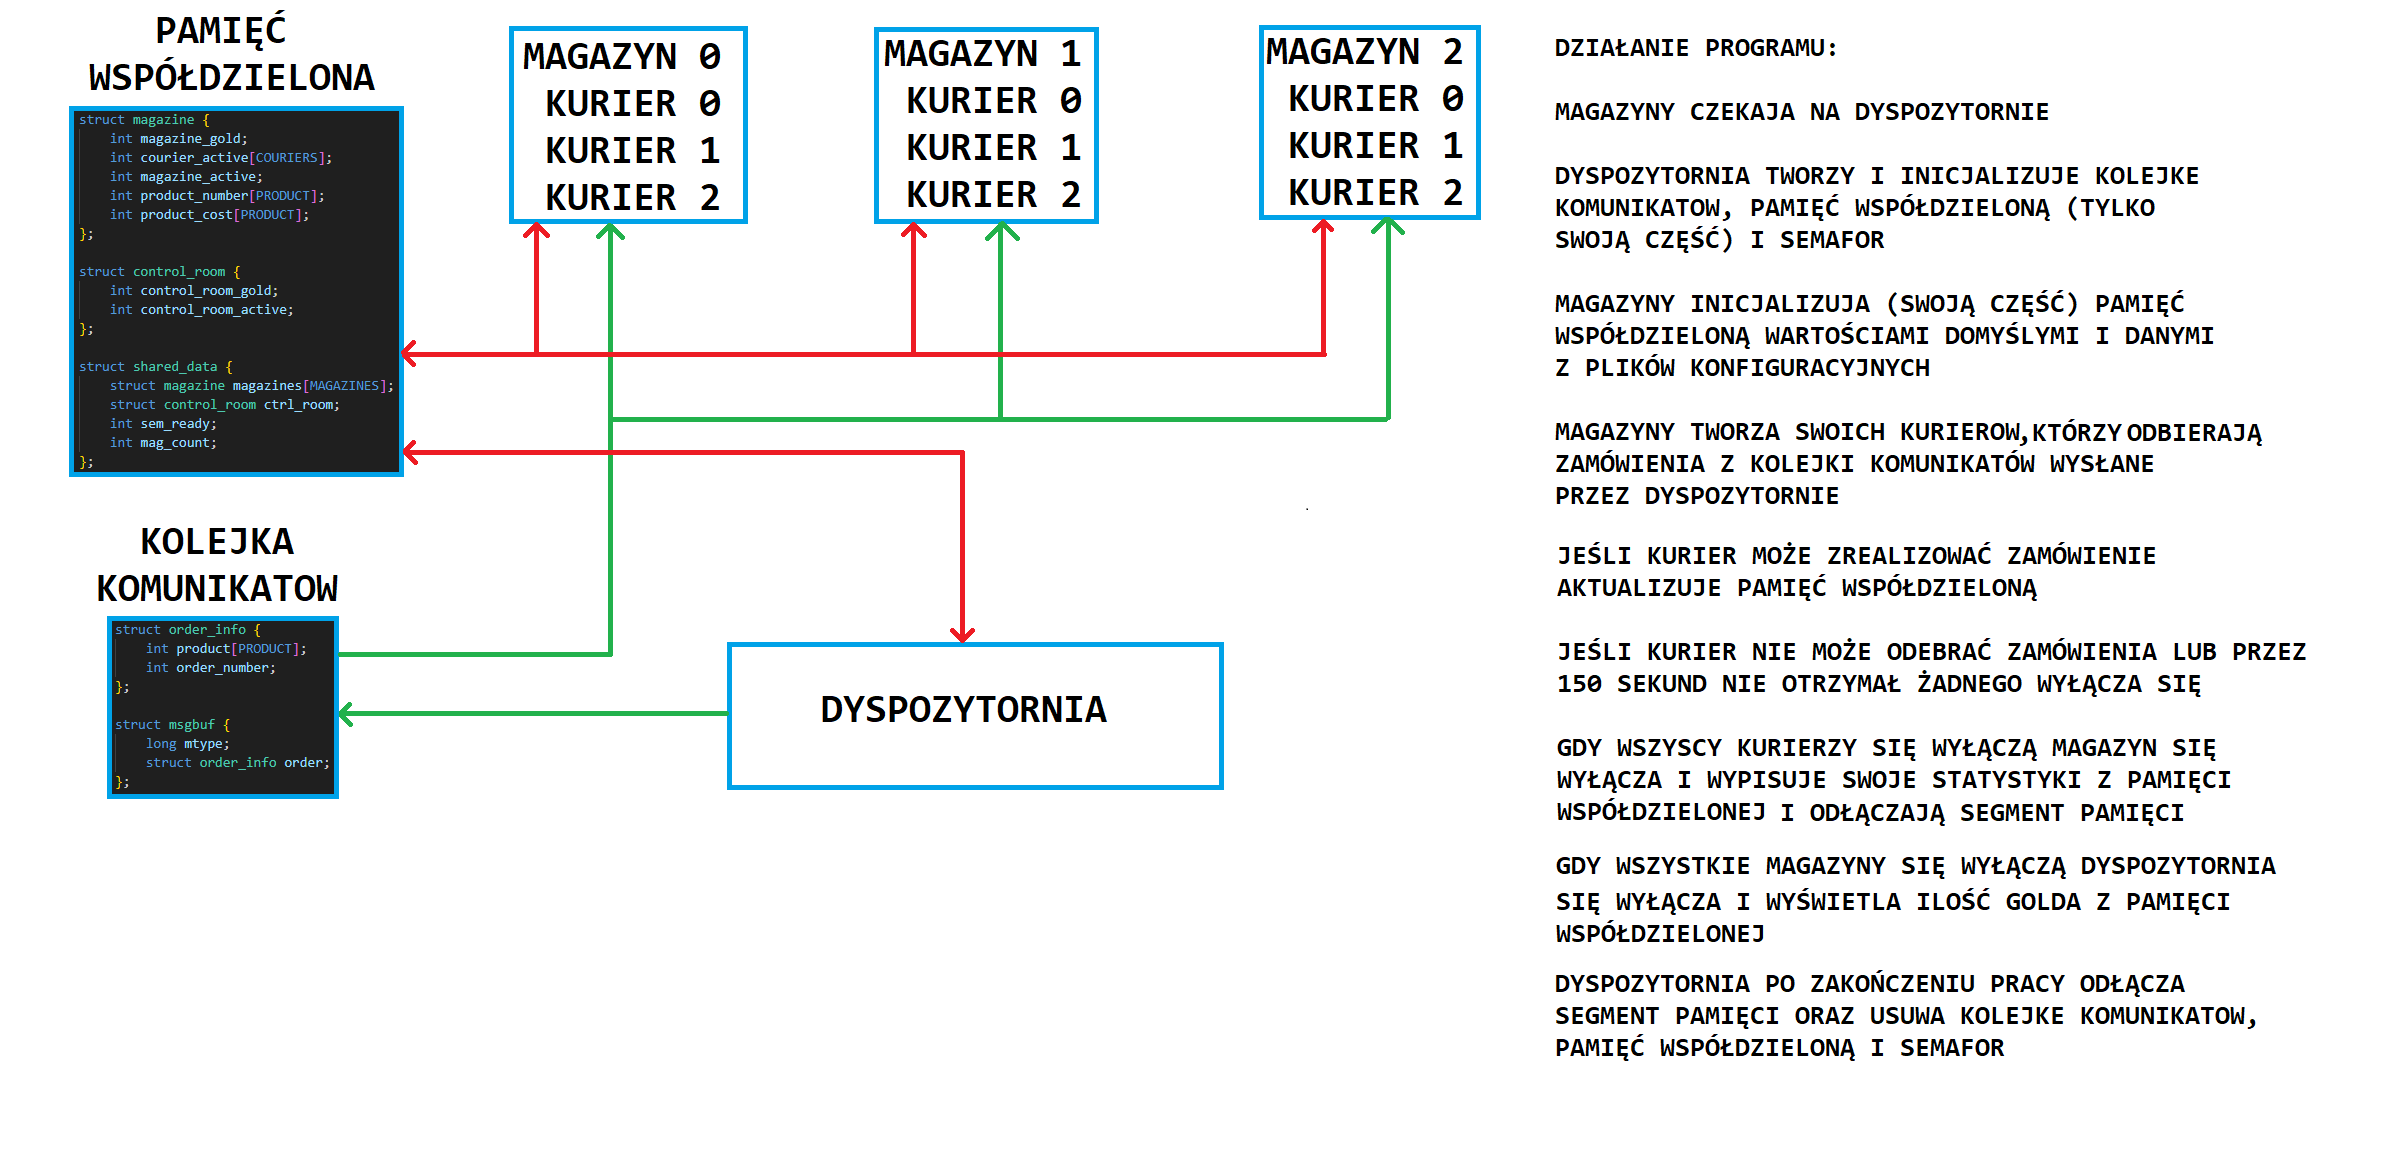 PAMIĘĆ
WSPÓŁDZIELONA
struct magazine {
int magazine_gold;
int courier_active[COURIERS];
int magazine_active;
int product_number[PRODUCT];
int product_cost[PRODUCT];
};
struct control_room {
int control_room_gold;
int control_room_active;
};
struct shared_data {
struct magazine magazines[MAGAZINES];
struct control_room ctrl_room;
int sem_ready;
int mag_count;
};
KOLEJKA
KOMUNIKATOW
struct order_info {
int product[PRODUCT];
int order_number;
};
struct msgbuf {
long mtype;
struct order_info order;
};
MAGAZYN 0
KURIER 0
KURIER 1
KURIER 2
MAGAZYN 1
KURIER 0
KURIER 1
KURIER 2
MAGAZYN 2
KURIER 0
KURIER 1
KURIER 2
DYSPOZYTORNIA
DZIAŁANIE PROGRAMU:
MAGAZYNY CZEKAJA NA DYSPOZYTORNIE
DYSPOZYTORNIA TWORZY I INICJALIZUJE KOLEJKE
KOMUNIKATOW, PAMIĘĆ WSPÓŁDZIELONĄ (TYLKO
SWOJĄ CZĘŚĆ) I SEMAFOR
MAGAZYNY INICJALIZUJA (SWOJĄ CZĘŚĆ) PAMIĘĆ
WSPÓŁDZIELONĄ WARTOŚCIAMI DOMYŚLYMI I DANYMI
Z PLIKÓW KONFIGURACYJNYCH
MAGAZYNY TWORZA SWOICH KURIEROW, KTÓRZY ODBIERAJĄ
ZAMÓWIENIA Z KOLEJKI KOMUNIKATÓW WYSŁANE
PRZEZ DYSPOZYTORNIE
JEŚLI KURIER MOŻE ZREALIZOWAĆ ZAMÓWIENIE
AKTUALIZUJE PAMIĘĆ WSPÓŁDZIELONĄ
JEŚLI KURIER NIE MOŻE ODEBRAĆ ZAMÓWIENIA LUB PRZEZ
150 SEKUND NIE OTRZYMAŁ ŻADNEGO WYŁĄCZA SIĘ
GDY WSZYSCY KURIERZY SIĘ WYŁĄCZĄ MAGAZYN SIĘ
WYŁĄCZA I WYPISUJE SWOJE STATYSTYKI Z PAMIĘCI
WSPÓŁDZIELONEJ I ODŁĄCZAJĄ SEGMENT PAMIĘCI
GDY WSZYSTKIE MAGAZYNY SIĘ WYŁĄCZĄ DYSPOZYTORNIA
SIĘ WYŁĄCZA I WYŚWIETLA ILOŚĆ GOLDA Z PAMIĘCI
WSPÓŁDZIELONEJ
DYSPOZYTORNIA PO ZAKOŃCZENIU PRACY ODŁĄCZA
SEGMENT PAMIĘCI ORAZ USUWA KOLEJKE KOMUNIKATOW,
PAMIĘĆ WSPÓŁDZIELONĄ I SEMAFOR